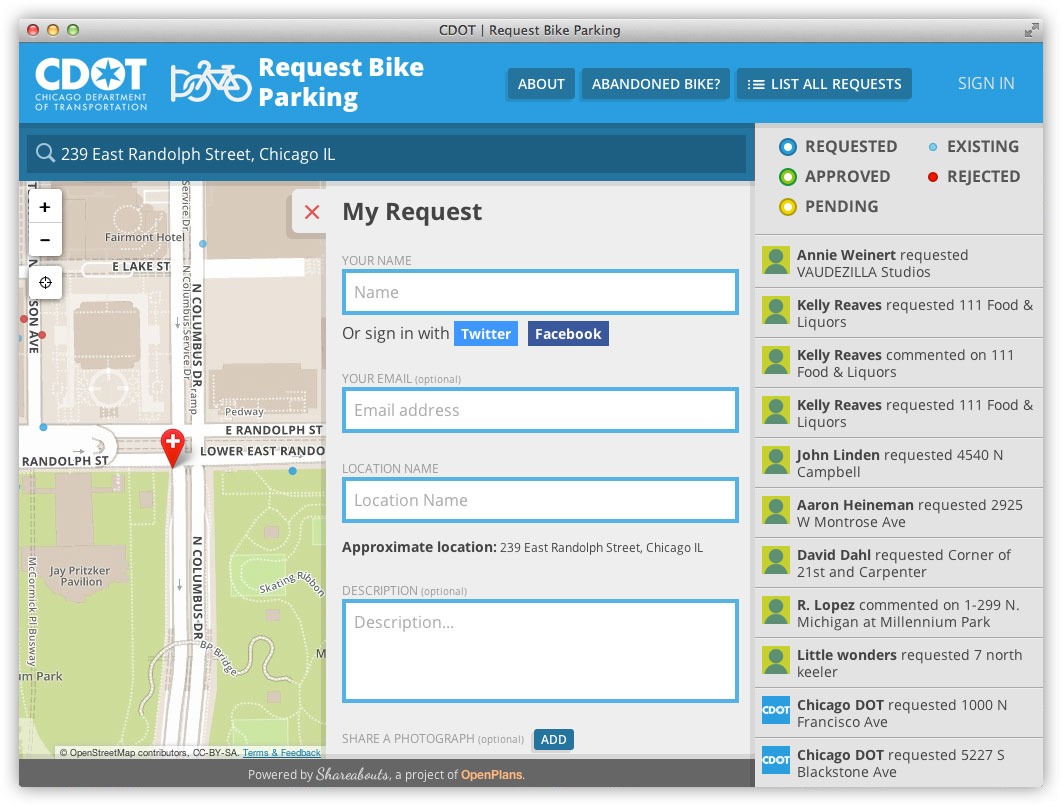 CDOT | Request Bike Parking
CDOT
CHICAGO DEPARTMENT
OF TRANSPORTATION
Request Bike
Parking
ABOUT
ABANDONED BIKE?
LIST ALL REQUESTS
SIGN IN
239 East Randolph Street, Chicago IL
REQUESTED
EXISTING
APPROVED
REJECTED
PENDING
+
−
Service Dr
Fairmont Hotel
E LAKE ST
SON AVE
N Columbus Service Dr
N COLUMBUS DR
ramp
Pedway
E RANDOLPH ST
LOWER EAST RANDO
RANDOLPH ST
Jay Pritzker
Pavilion
McCormick Pl Busway
N COLUMBUS DR
Skating Ribbon
BP Bridge
M
um Park
© OpenStreetMap contributors, CC-BY-SA. Terms & Feedback
My Request
YOUR NAME
Name
Or sign in with Twitter Facebook
YOUR EMAIL (optional)
Email address
LOCATION NAME
Location Name
Approximate location: 239 East Randolph Street, Chicago IL
DESCRIPTION (optional)
Description...
SHARE A PHOTOGRAPH (optional) ADD
Annie Weinert requested
VAUDEZILLA Studios
Kelly Reaves requested 111 Food &
Liquors
Kelly Reaves commented on 111
Food & Liquors
Kelly Reaves requested 111 Food &
Liquors
John Linden requested 4540 N
Campbell
Aaron Heineman requested 2925
W Montrose Ave
David Dahl requested Corner of
21st and Carpenter
R. Lopez commented on 1-299 N.
Michigan at Millennium Park
Little wonders requested 7 north
keeler
CDOT
Chicago DOT requested 1000 N
Francisco Ave
CDOT
Chicago DOT requested 5227 S
Blackstone Ave
Powered by Shareabouts, a project of OpenPlans.